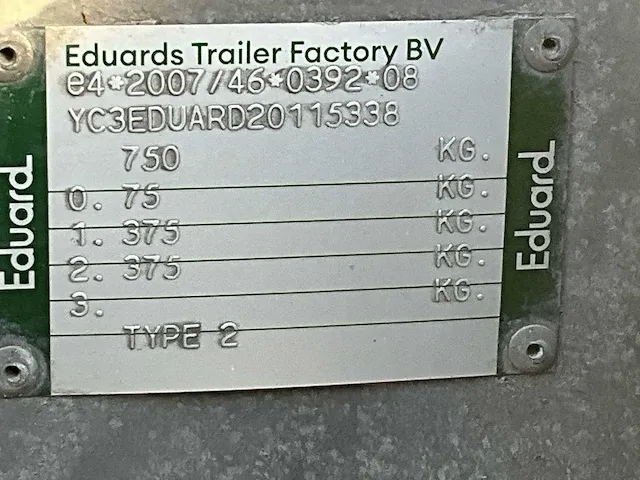 Eduards Trailer Factory BV
e4*2007/46*0392*08
YC3EDUARD20115338
750 KG.
0. 75 KG.
1. 375 KG.
2. 375 KG.
3. KG.
TYPE 2
Eduard
Eduard